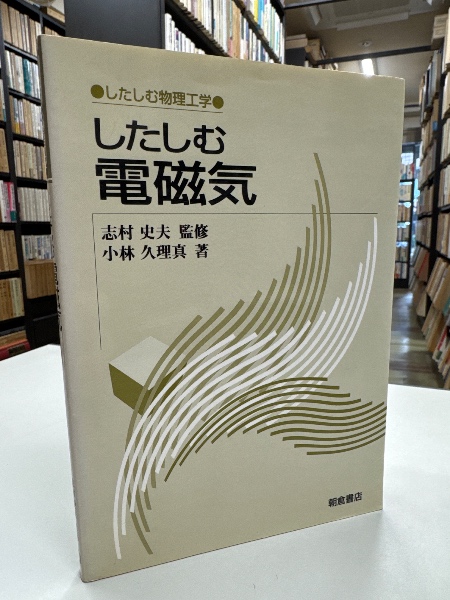 ●したしむ物理工学●
したしむ
電磁気
志村 史夫 監修
小林 久理真 著
朝倉書店